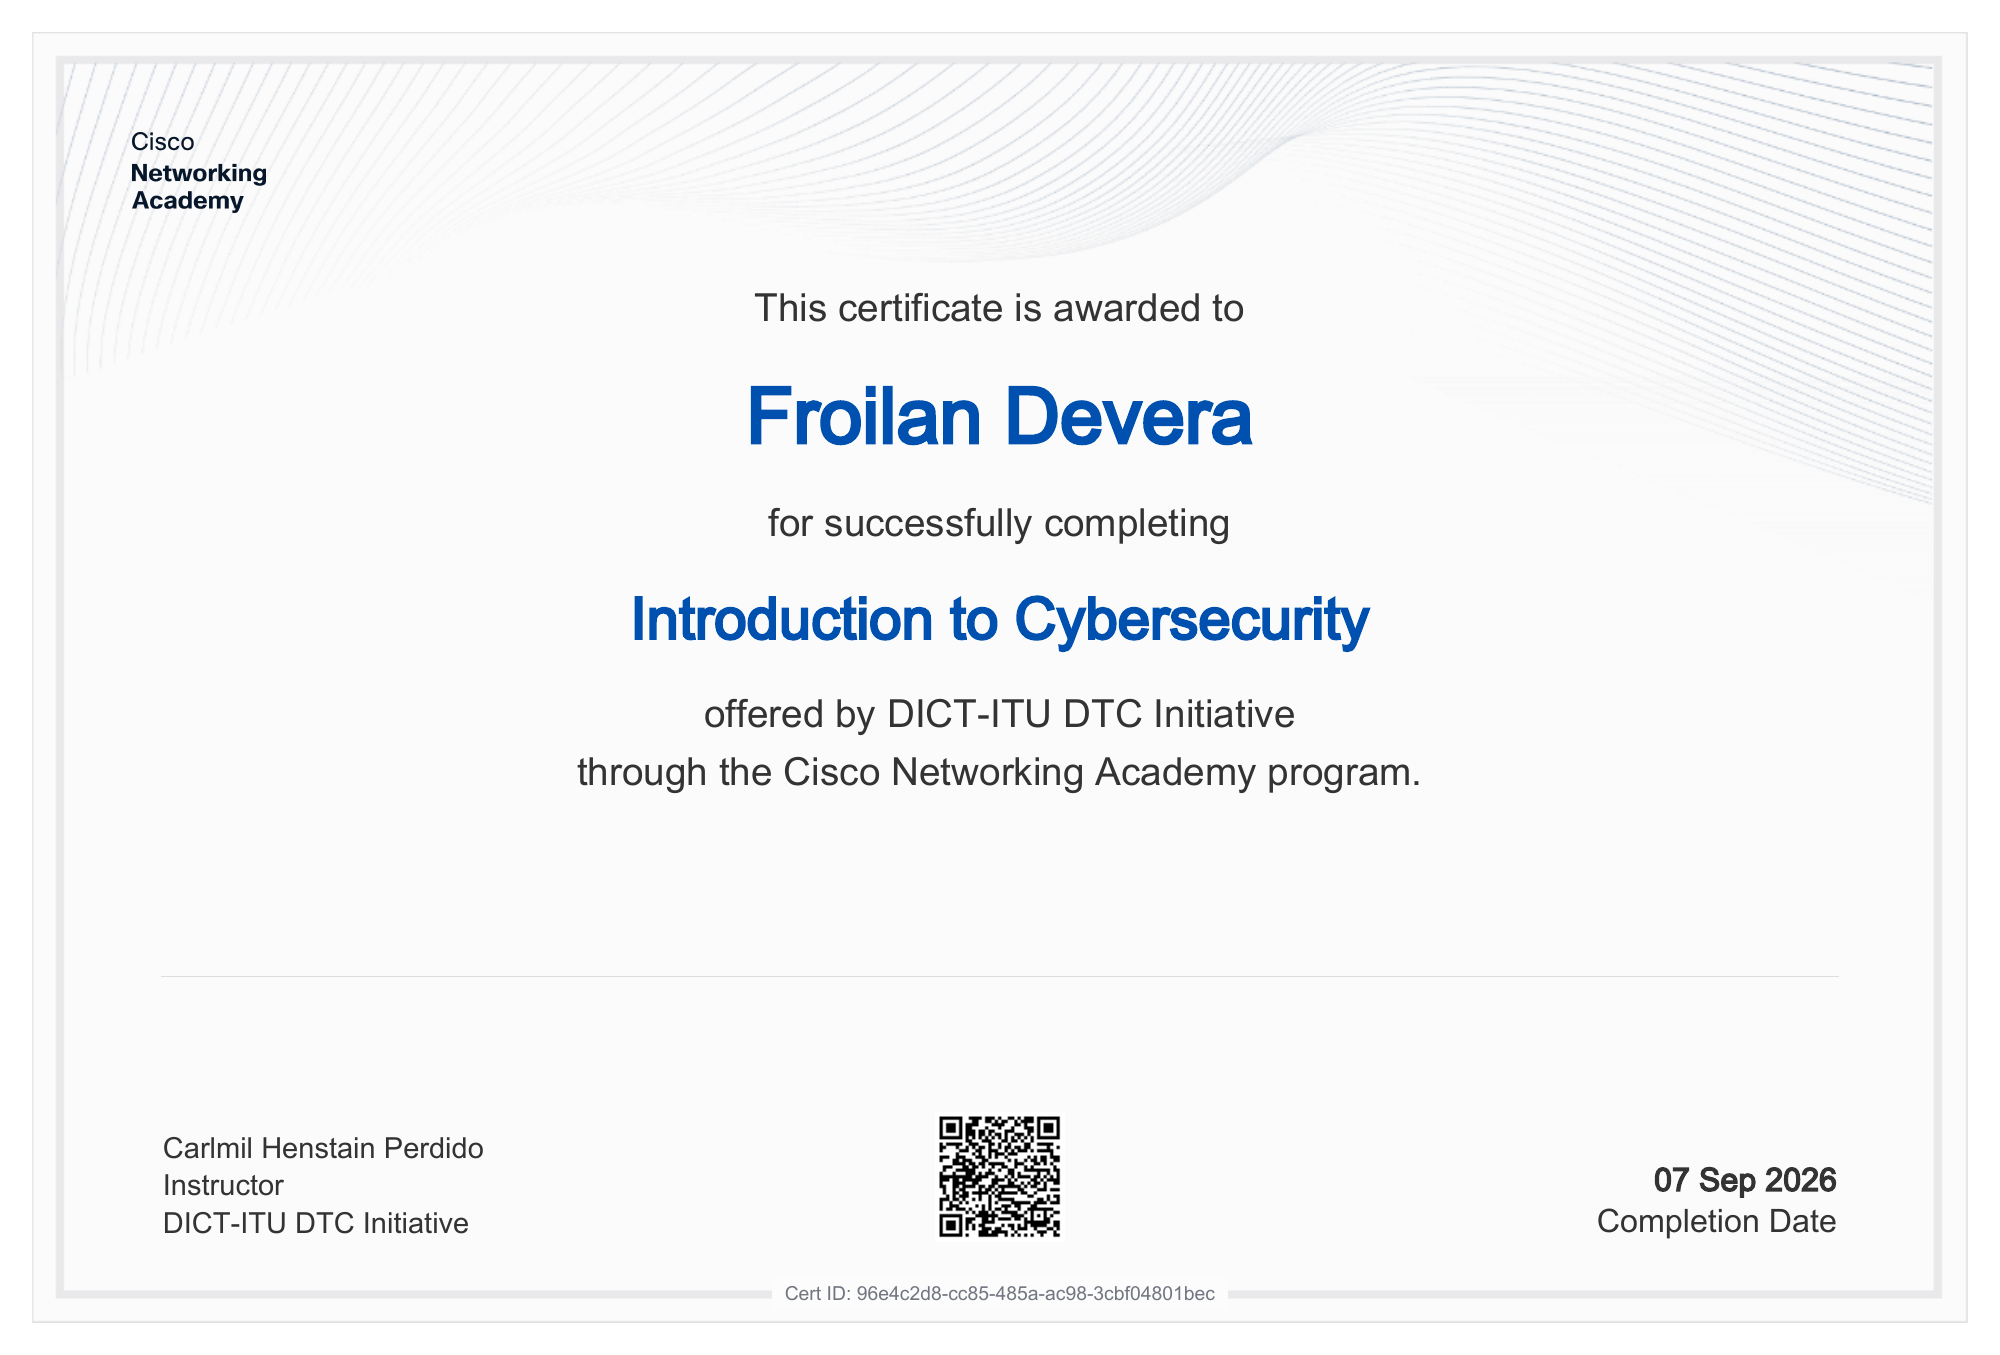 Cisco
Networking
Academy
This certificate is awarded to
Froilan Devera
for successfully completing
Introduction to Cybersecurity
offered by DICT-ITU DTC Initiative
through the Cisco Networking Academy program.
Carlmil Henstain Perdido
Instructor
DICT-ITU DTC Initiative
07 Sep 2026
Completion Date
Cert ID: 96e4c2d8-cc85-485a-ac98-3cbf04801bec